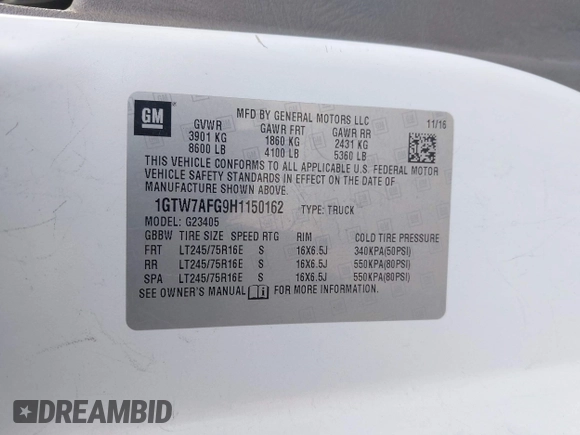 GM
MFD BY GENERAL MOTORS LLC
11/16
GVWR GAWR FRT GAWR RR
3901 KG 1860 KG 2431 KG
8600 LB 4100 LB 5360 LB
THIS VEHICLE CONFORMS TO ALL APPLICABLE U.S. FEDERAL MOTOR
VEHICLE SAFETY STANDARDS IN EFFECT ON THE DATE OF
MANUFACTURE SHOWN ABOVE.
1GTW7AFG9H1150162 TYPE: TRUCK
MODEL: G23405
GBBW TIRE SIZE SPEED RTG RIM COLD TIRE PRESSURE
FRT LT245/75R16E S 16X6.5J 340KPA(50PSI)
RR LT245/75R16E S 16X6.5J 550KPA(80PSI)
SPA LT245/75R16E S 16X6.5J 550KPA(80PSI)
SEE OWNER'S MANUAL FOR MORE INFORMATION.
DREAMBID